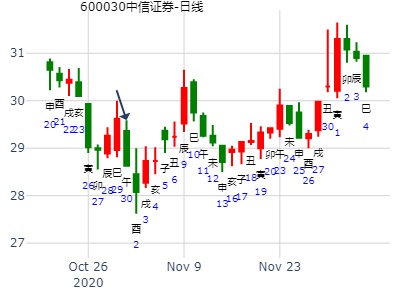 600030中信证券-日线
31
30
29
28
27
申
20
酉
21
戌
22
亥
23
寅
26
卯
27
辰
28
巳
29
午
30
酉
2
戌
3
亥
4
子
5
丑
6
辰
9
巳
10
午
11
未
12
申
13
亥
16
子
17
丑
18
寅
19
卯
20
午
23
未
24
申
25
酉
26
戌
27
丑
30
寅
1
卯
2
辰
3
巳
4
Oct 26
2020
Nov 9
Nov 23